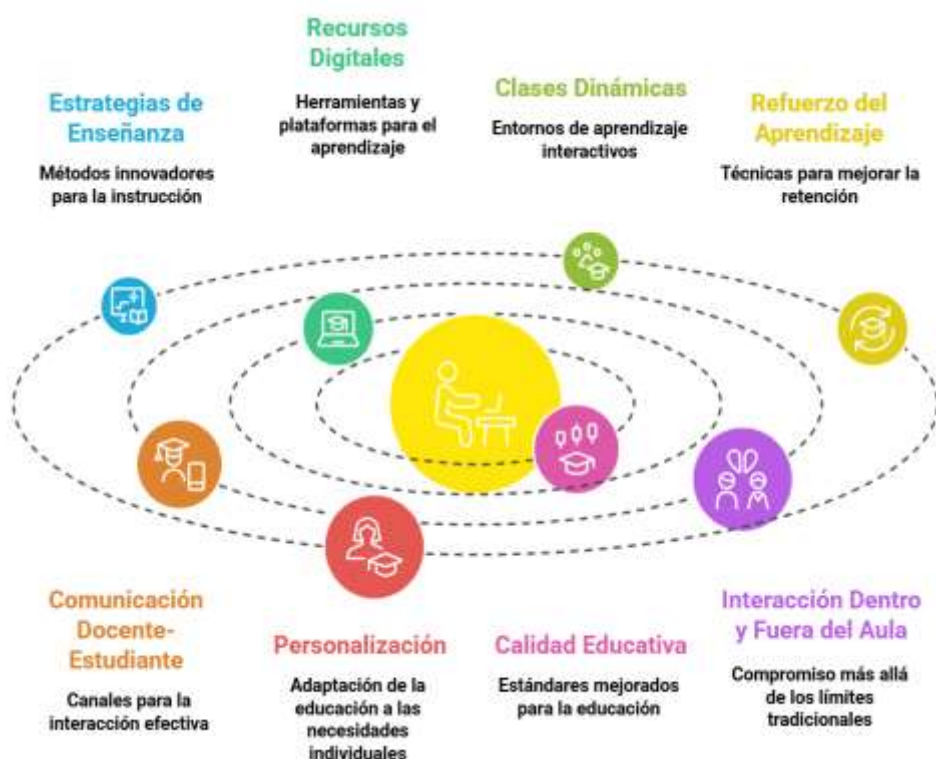 Recursos
Digitales
Herramientas y
plataformas para el
aprendizaje
Clases Dinámicas
Entornos de aprendizaje
interactivos
Estrategias de
Enseñanza
Métodos innovadores
para la instrucción
Refuerzo del
Aprendizaje
Técnicas para mejorar la
retención
Comunicación
Docente-
Estudiante
Canales para la
interacción efectiva
Personalización
Adaptación de la
educación a las
necesidades
individuales
Calidad Educativa
Estándares mejorados
para la educación
Interacción Dentro
y Fuera del Aula
Compromiso más allá
de los límites
tradicionales